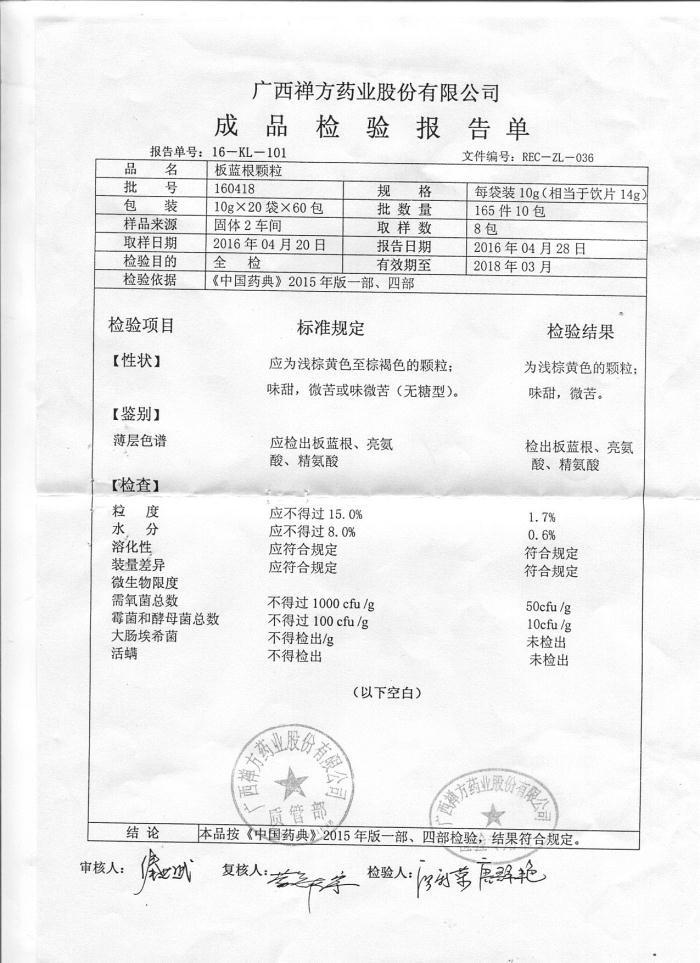 广西禅方药业股份有限公司
成品检验报告单
报告单号：16-KL-101 文件编号：REC-ZL-036
品名 板蓝根颗粒
批号 160418 规格 每袋装10g（相当于饮片14g）
包装 10g×20袋×60包 批数量 165件10包
样品来源 固体2车间 取样数 8包
取样日期 2016年04月20日 报告日期 2016年04月28日
检验目的 全检 有效期至 2018年03月
检验依据 《中国药典》2015年版一部、四部
检验项目 标准规定 检验结果
【性状】 应为浅棕黄色至棕褐色的颗粒； 为浅棕黄色的颗粒；
味甜，微苦或味微苦（无糖型）。 味甜，微苦。
【鉴别】
薄层色谱 应检出板蓝根、亮氨 检出板蓝根、亮氨
酸、精氨酸 酸、精氨酸
【检查】
粒度 应不得过15.0% 1.7%
水分 应不得过8.0% 0.6%
溶化性 应符合规定 符合规定
装量差异 应符合规定 符合规定
微生物限度
需氧菌总数 不得过1000 cfu /g 50cfu /g
霉菌和酵母菌总数 不得过100 cfu /g 10cfu /g
大肠埃希菌 不得检出/g 未检出
活螨 不得检出 未检出
（以下空白）
广西禅方药业股份有限公司
质管部
广西禅方药业股份有限公司
结论 本品按《中国药典》2015年版一部、四部检验，结果符合规定。
审核人： 复核人： 检验人：